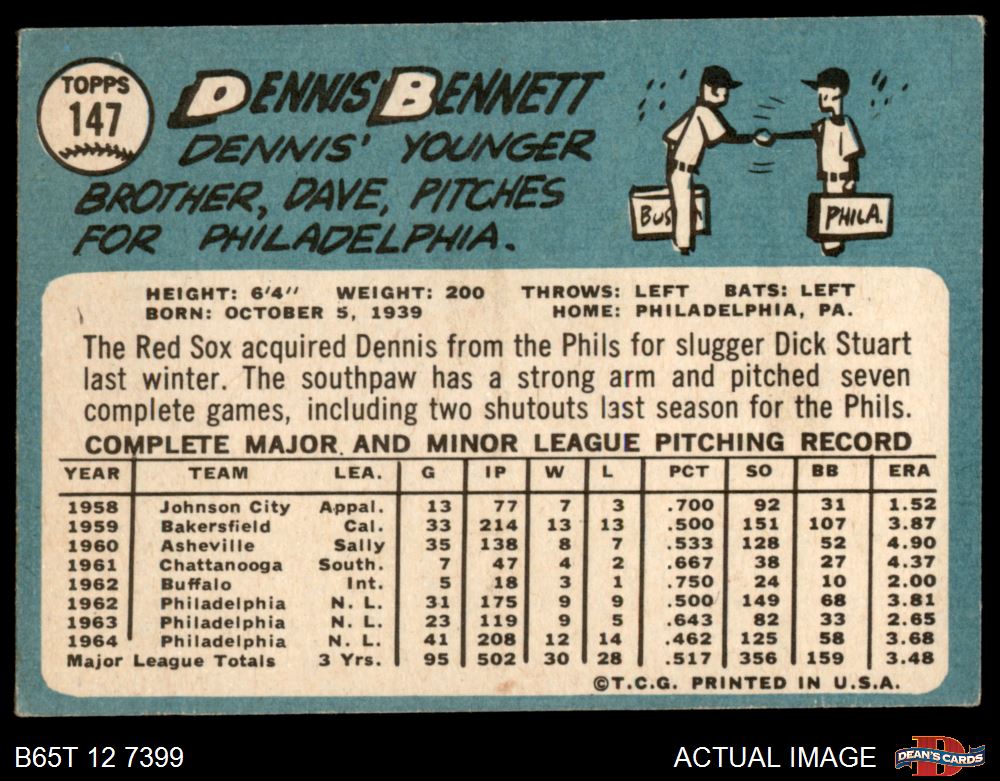 TOPPS
147
DENNIS BENNETT
DENNIS' YOUNGER
BROTHER, DAVE, PITCHES
FOR PHILADELPHIA.
PHILA.
HEIGHT: 6'4" WEIGHT: 200 THROWS: LEFT BATS: LEFT
BORN: OCTOBER 5, 1939 HOME: PHILADELPHIA, PA.
The Red Sox acquired Dennis from the Phils for slugger Dick Stuart
last winter. The southpaw has a strong arm and pitched seven
complete games, including two shutouts last season for the Phils.
COMPLETE MAJOR AND MINOR LEAGUE PITCHING RECORD
YEAR TEAM LEA. G IP W L PCT SO BB ERA
1958 Johnson City Appal. 13 77 7 3 .700 92 31 1.52
1959 Bakersfield Cal. 33 214 13 13 .500 151 107 3.87
1960 Asheville Sally 35 138 8 7 .533 128 52 4.90
1961 Chattanooga South. 7 47 4 2 .667 38 27 4.37
1962 Buffalo Int. 5 18 3 1 .750 24 10 2.00
1962 Philadelphia N. L. 31 175 9 9 .500 149 68 3.81
1963 Philadelphia N. L. 23 119 9 5 .643 82 33 2.65
1964 Philadelphia N. L. 41 208 12 14 .462 125 58 3.68
Major League Totals 3 Yrs. 95 502 30 28 .517 356 159 3.48
©T.C.G. PRINTED IN U.S.A.
B65T 12 7399 ACTUAL IMAGE DEAN'S CARDS